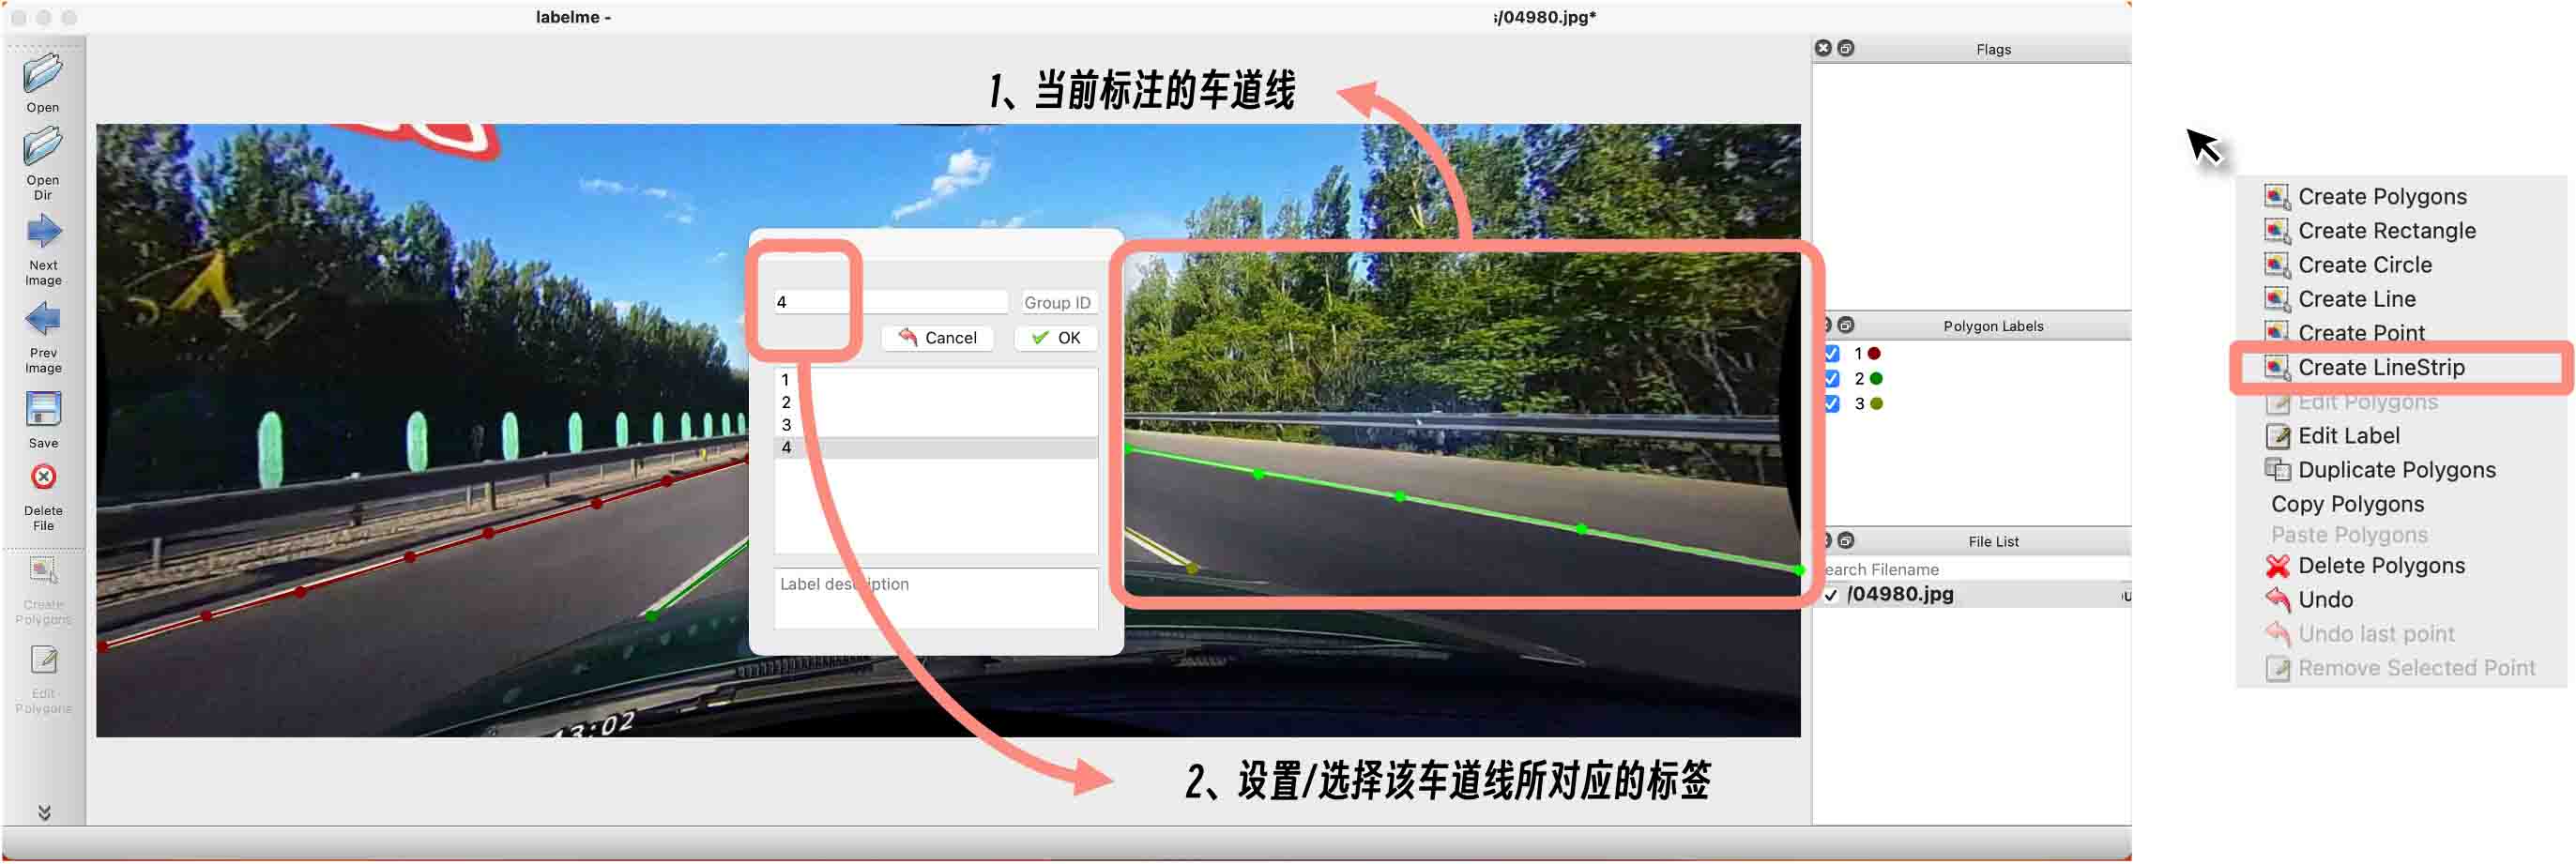 labelme -
s/04980.jpg*
Open
Open
Dir
Next
Image
Prev
Image
Save
Delete
File
Create
Polygons
Edit
Polygons
1、当前标注的车道线
4
Group ID
Cancel
OK
1
2
3
4
Label description
13:02
2、设置/选择该车道线所对应的标签
Flags
Polygon Labels
1
2
3
File List
earch Filename
/04980.jpg
Create Polygons
Create Rectangle
Create Circle
Create Line
Create Point
Create LineStrip
Edit Polygons
Edit Label
Duplicate Polygons
Copy Polygons
Paste Polygons
Delete Polygons
Undo
Undo last point
Remove Selected Point